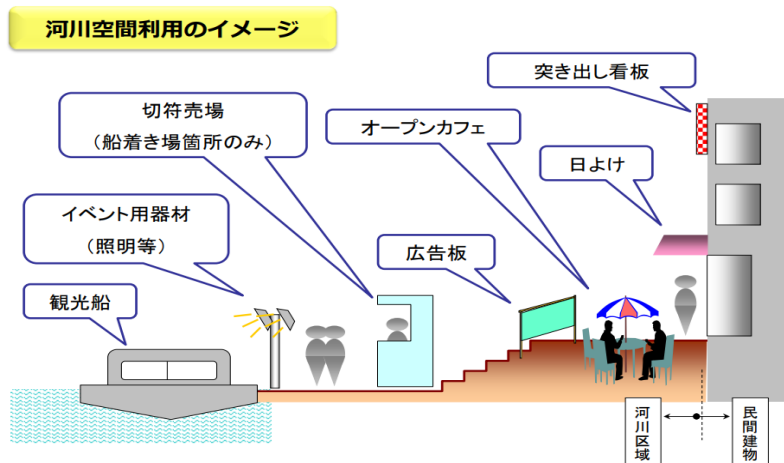 河川空間利用のイメージ
突き出し看板
切符売場
（船着き場箇所のみ）
オープンカフェ
日よけ
イベント用器材
（照明等）
広告板
観光船
河川区域
民間建物